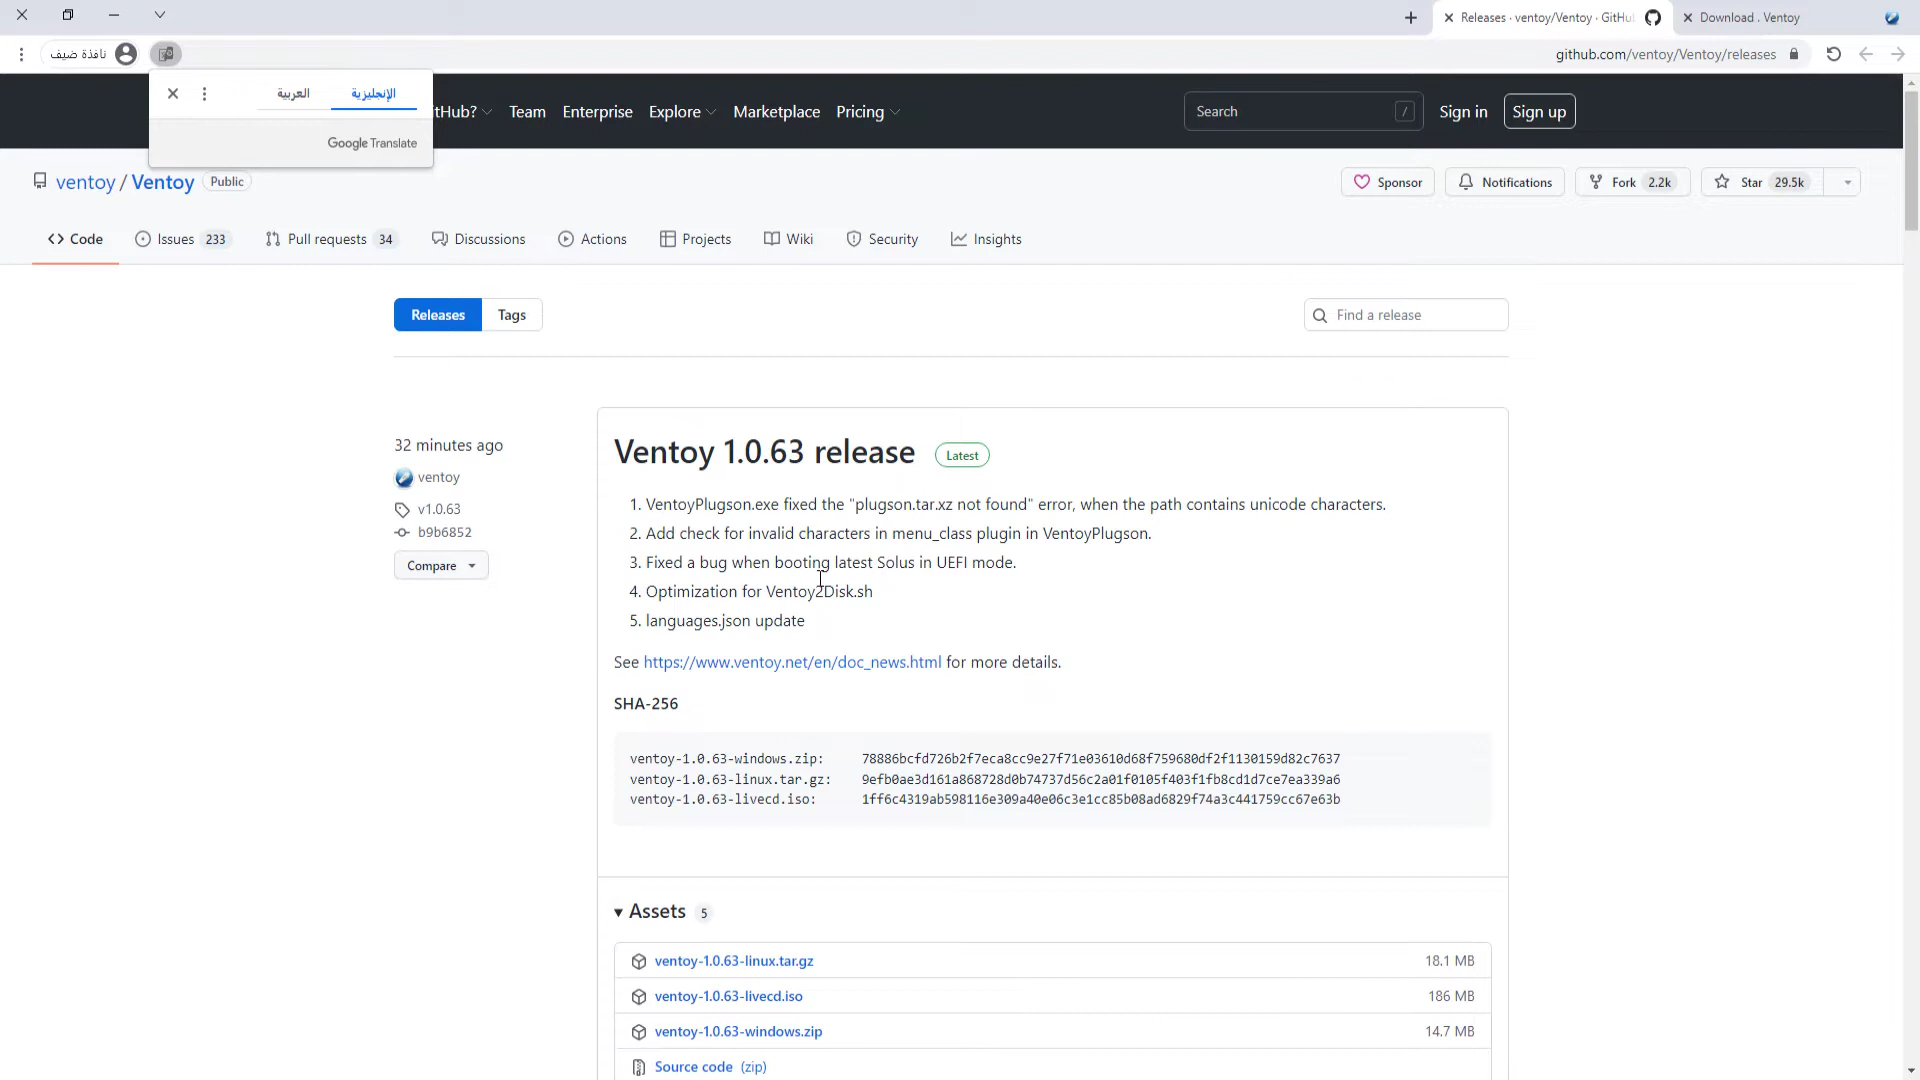 Releases · ventoy/Ventoy · GitHu
Download . Ventoy
نافذة ضيف
github.com/ventoy/Ventoy/releases
العربية
الإنجليزية
Google Translate
tHub?
Team
Enterprise
Explore
Marketplace
Pricing
Search /
Sign in
Sign up
ventoy / Ventoy Public
Sponsor
Notifications
Fork 2.2k
Star 29.5k
<> Code
Issues 233
Pull requests 34
Discussions
Actions
Projects
Wiki
Security
Insights
Releases
Tags
Find a release
32 minutes ago
ventoy
v1.0.63
b9b6852
Compare
Ventoy 1.0.63 release Latest
1. VentoyPlugson.exe fixed the "plugson.tar.xz not found" error, when the path contains unicode characters.
2. Add check for invalid characters in menu_class plugin in VentoyPlugson.
3. Fixed a bug when booting latest Solus in UEFI mode.
4. Optimization for Ventoy2Disk.sh
5. languages.json update
See https://www.ventoy.net/en/doc_news.html for more details.
SHA-256
ventoy-1.0.63-windows.zip: 78886bcfd726b2f7eca8cc9e27f71e03610d68f759680df2f1130159d82c7637
ventoy-1.0.63-linux.tar.gz: 9efb0ae3d161a868728d0b74737d56c2a01f0105f403f1fb8cd1d7ce7ea339a6
ventoy-1.0.63-livecd.iso: 1ff6c4319ab598116e309a40e06c3e1cc85b08ad6829f74a3c441759cc67e63b
Assets 5
ventoy-1.0.63-linux.tar.gz 18.1 MB
ventoy-1.0.63-livecd.iso 186 MB
ventoy-1.0.63-windows.zip 14.7 MB
Source code (zip)